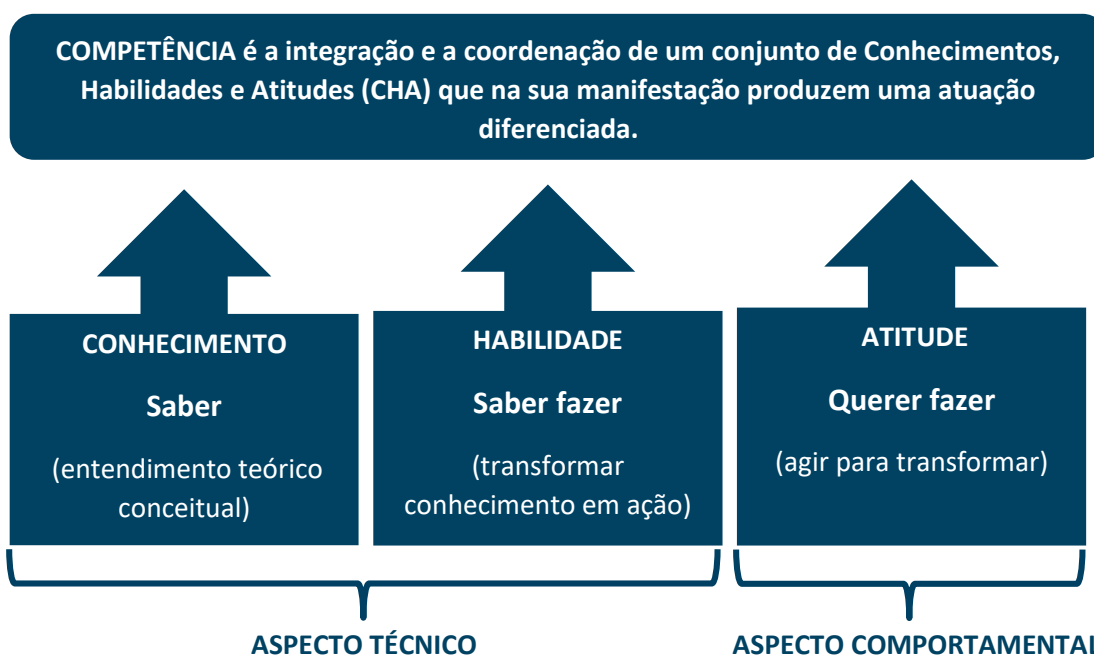 COMPETÊNCIA é a integração e a coordenação de um conjunto de Conhecimentos,
Habilidades e Atitudes (CHA) que na sua manifestação produzem uma atuação
diferenciada.
CONHECIMENTO
Saber
(entendimento teórico
conceitual)
HABILIDADE
Saber fazer
(transformar
conhecimento em ação)
ATITUDE
Querer fazer
(agir para transformar)
ASPECTO TÉCNICO
ASPECTO COMPORTAMENTAL